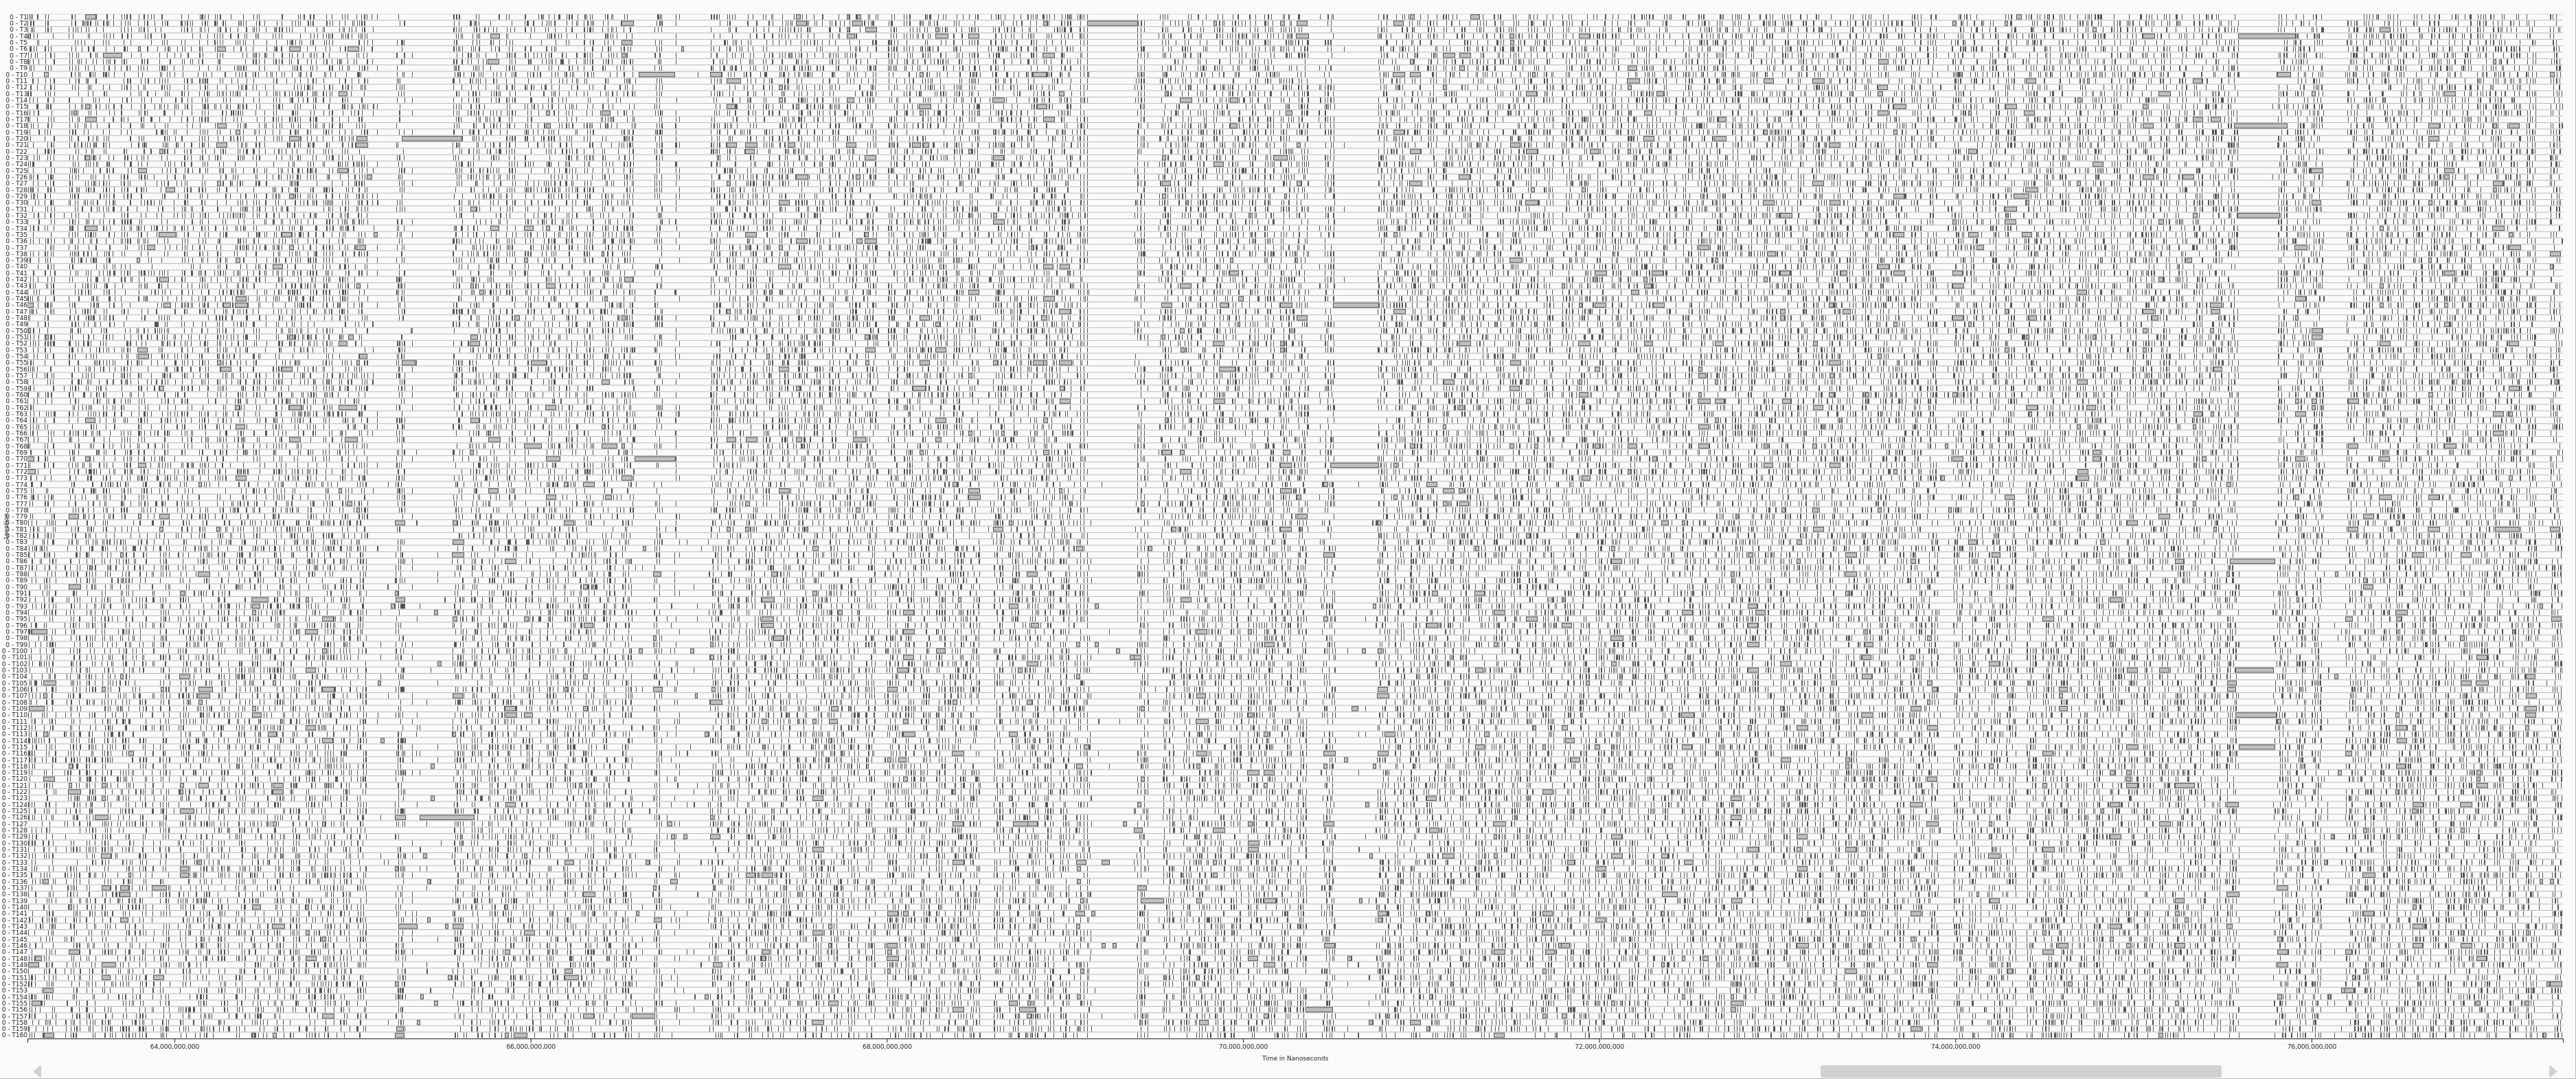 0 - T1
0 - T2
0 - T3
0 - T4
0 - T5
0 - T6
0 - T7
0 - T8
0 - T9
0 - T10
0 - T11
0 - T12
0 - T13
0 - T14
0 - T15
0 - T16
0 - T17
0 - T18
0 - T19
0 - T20
0 - T21
0 - T22
0 - T23
0 - T24
0 - T25
0 - T26
0 - T27
0 - T28
0 - T29
0 - T30
0 - T31
0 - T32
0 - T33
0 - T34
0 - T35
0 - T36
0 - T37
0 - T38
0 - T39
0 - T40
0 - T41
0 - T42
0 - T43
0 - T44
0 - T45
0 - T46
0 - T47
0 - T48
0 - T49
0 - T50
0 - T51
0 - T52
0 - T53
0 - T54
0 - T55
0 - T56
0 - T57
0 - T58
0 - T59
0 - T60
0 - T61
0 - T62
0 - T63
0 - T64
0 - T65
0 - T66
0 - T67
0 - T68
0 - T69
0 - T70
0 - T71
0 - T72
0 - T73
0 - T74
0 - T75
0 - T76
0 - T77
0 - T78
0 - T79
0 - T80
0 - T81
0 - T82
0 - T83
0 - T84
0 - T85
0 - T86
0 - T87
0 - T88
0 - T89
0 - T90
0 - T91
0 - T92
0 - T93
0 - T94
0 - T95
0 - T96
0 - T97
0 - T98
0 - T99
0 - T100
0 - T101
0 - T102
0 - T103
0 - T104
0 - T105
0 - T106
0 - T107
0 - T108
0 - T109
0 - T110
0 - T111
0 - T112
0 - T113
0 - T114
0 - T115
0 - T116
0 - T117
0 - T118
0 - T119
0 - T120
0 - T121
0 - T122
0 - T123
0 - T124
0 - T125
0 - T126
0 - T127
0 - T128
0 - T129
0 - T130
0 - T131
0 - T132
0 - T133
0 - T134
0 - T135
0 - T136
0 - T137
0 - T138
0 - T139
0 - T140
0 - T141
0 - T142
0 - T143
0 - T144
0 - T145
0 - T146
0 - T147
0 - T148
0 - T149
0 - T150
0 - T151
0 - T152
0 - T153
0 - T154
0 - T155
0 - T156
0 - T157
0 - T158
0 - T159
0 - T160
64,000,000,000 66,000,000,000 68,000,000,000 70,000,000,000 72,000,000,000 74,000,000,000 76,000,000,000
Time in Nanoseconds